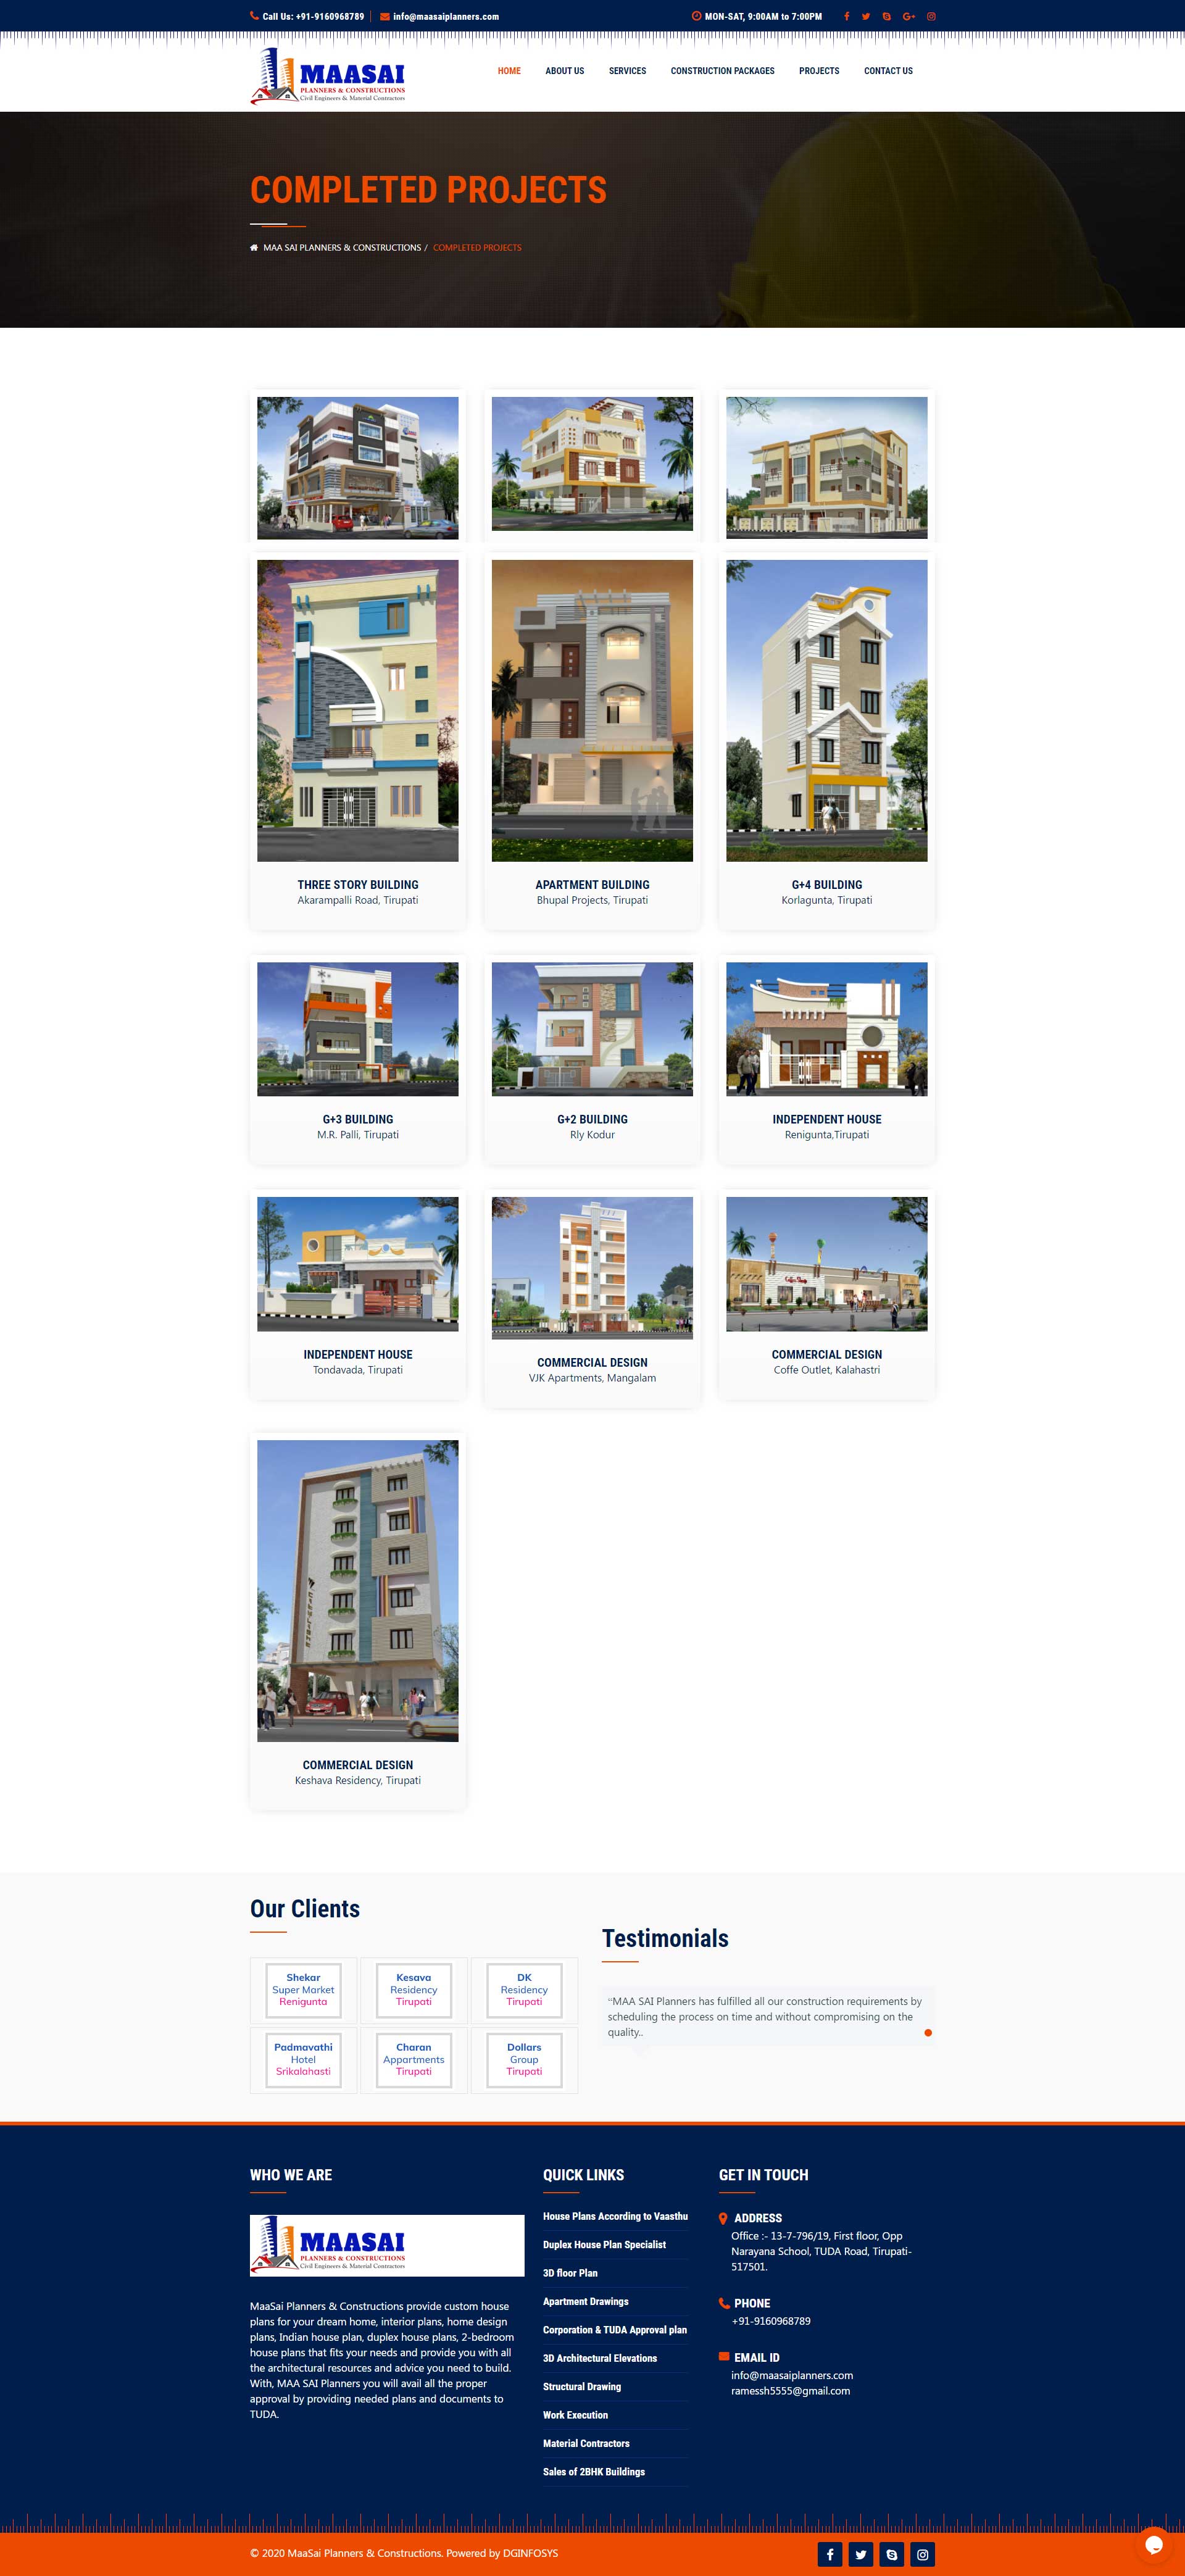 Call Us: +91-9160968789
info@maasaiplanners.com
MON-SAT, 9:00AM to 7:00PM
MAASAI
PLANNERS & CONSTRUCTIONS
Civil Engineers & Material Contractors
HOME
ABOUT US
SERVICES
CONSTRUCTION PACKAGES
PROJECTS
CONTACT US
COMPLETED PROJECTS
MAA SAI PLANNERS & CONSTRUCTIONS / COMPLETED PROJECTS
THREE STORY BUILDING
Akarampalli Road, Tirupati
APARTMENT BUILDING
Bhupal Projects, Tirupati
G+4 BUILDING
Korlagunta, Tirupati
G+3 BUILDING
M.R. Palli, Tirupati
G+2 BUILDING
Rly Kodur
INDEPENDENT HOUSE
Renigunta,Tirupati
INDEPENDENT HOUSE
Tondavada, Tirupati
COMMERCIAL DESIGN
VJK Apartments, Mangalam
COMMERCIAL DESIGN
Coffe Outlet, Kalahastri
COMMERCIAL DESIGN
Keshava Residency, Tirupati
Our Clients
Shekar
Super Market
Renigunta
Kesava
Residency
Tirupati
DK
Residency
Tirupati
Padmavathi
Hotel
Srikalahasti
Charan
Appartments
Tirupati
Dollars
Group
Tirupati
Testimonials
“MAA SAI Planners has fulfilled all our construction requirements by
scheduling the process on time and without compromising on the
quality..
WHO WE ARE
MAASAI
PLANNERS & CONSTRUCTIONS
Civil Engineers & Material Contractors
MaaSai Planners & Constructions provide custom house
plans for your dream home, interior plans, home design
plans, Indian house plan, duplex house plans, 2-bedroom
house plans that fits your needs and provide you with all
the architectural resources and advice you need to build.
With, MAA SAI Planners you will avail all the proper
approval by providing needed plans and documents to
TUDA.
QUICK LINKS
House Plans According to Vaasthu
Duplex House Plan Specialist
3D floor Plan
Apartment Drawings
Corporation & TUDA Approval plan
3D Architectural Elevations
Structural Drawing
Work Execution
Material Contractors
Sales of 2BHK Buildings
GET IN TOUCH
ADDRESS
Office :- 13-7-796/19, First floor, Opp
Narayana School, TUDA Road, Tirupati-
517501.
PHONE
+91-9160968789
EMAIL ID
info@maasaiplanners.com
ramessh5555@gmail.com
© 2020 MaaSai Planners & Constructions. Powered by DGINFOSYS